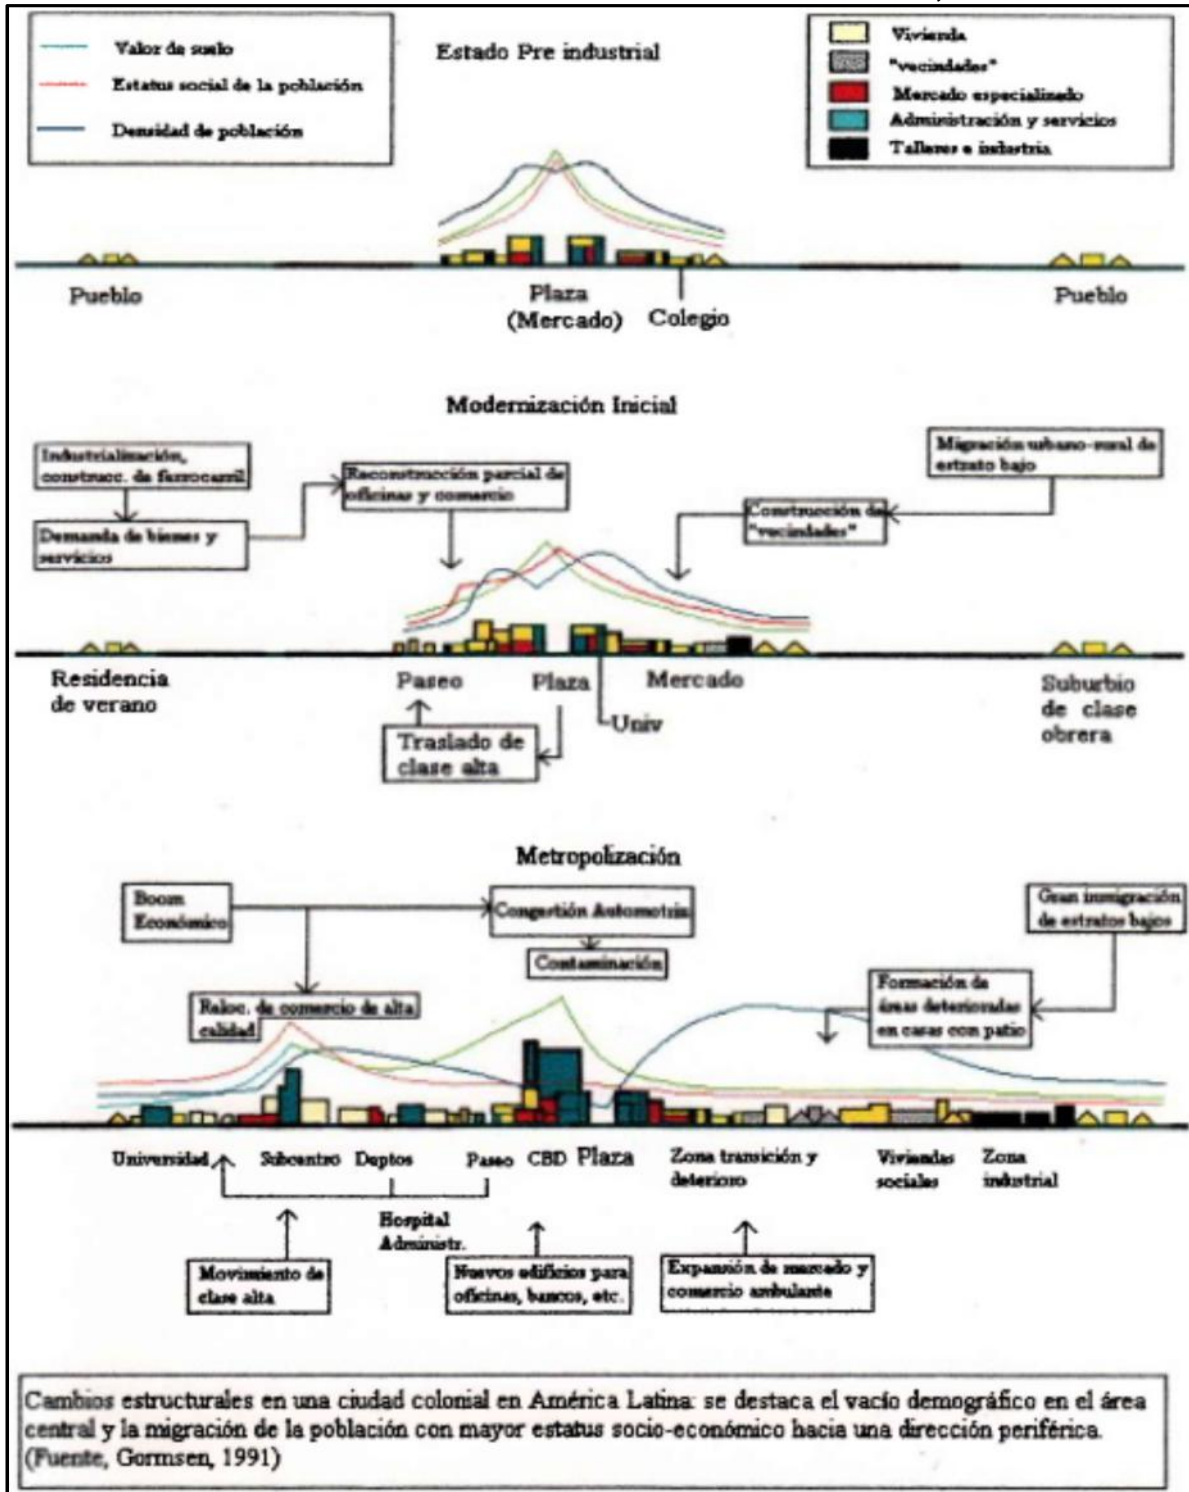 Valor de suelo
Estatus social de la población
Densidad de población
Estado Pre industrial
Vivienda
"vecindades"
Mercado especializado
Administración y servicios
Talleres e industria
Pueblo
Plaza
(Mercado)
Colegio
Pueblo
Modernización Inicial
Industrialización,
construcc. de ferrocarril
Demanda de bienes y
servicios
Reconstrucción parcial de
oficinas y comercio
Migración urbano-rural de
estrato bajo
Construcción de
"vecindades"
Residencia
de verano
Paseo
Plaza
Mercado
Univ
Suburbio
de clase
obrera
Traslado de
clase alta
Metropolización
Boom
Económico
Congestión Automotriz
Contaminación
Gran inmigración
de estratos bajos
Reloc. de comercio de alta
calidad
Formación de
áreas deterioradas
en casas con patio
Universidad
Subcentro
Deptos
Paseo
CBD
Plaza
Zona transición y
deterioro
Viviendas
sociales
Zona
industrial
Hospital
Administr.
Movimiento de
clase alta
Nuevos edificios para
oficinas, bancos, etc.
Expansión de mercado y
comercio ambulante
Cambios estructurales en una ciudad colonial en América Latina: se destaca el vacío demográfico en el área
central y la migración de la población con mayor estatus socio-económico hacia una dirección periférica.
(Fuente, Gormsen, 1991)